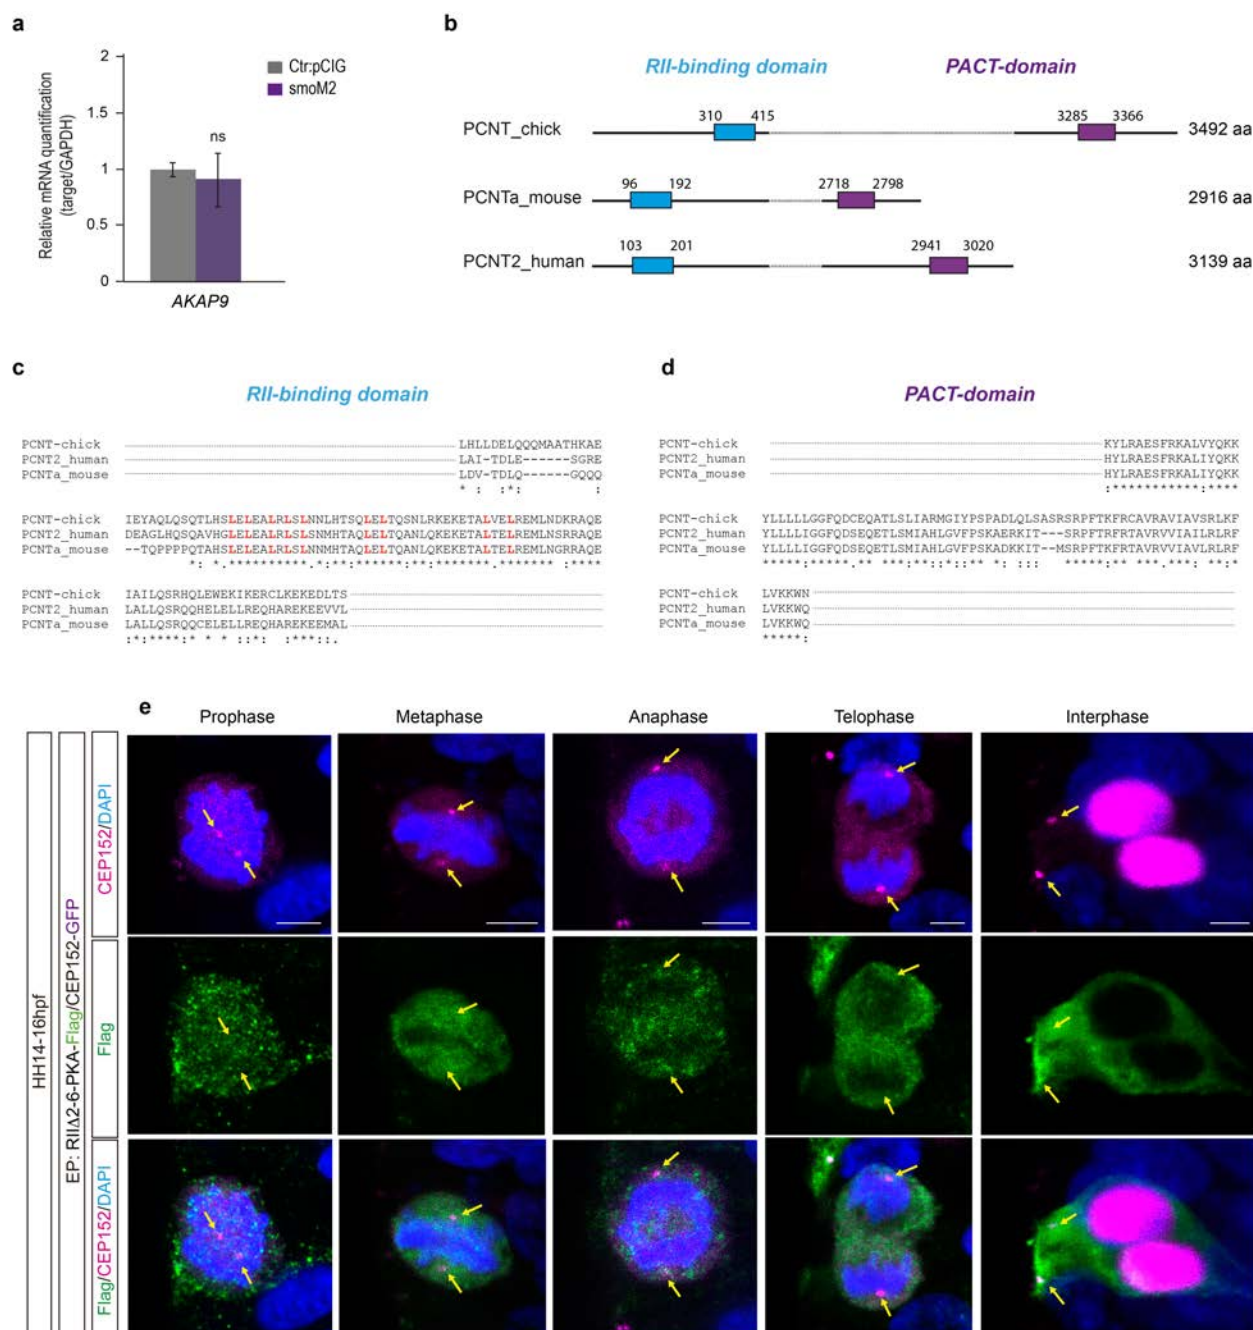 a
2
1.5
1
0.5
0
Relative mRNA quantification
(target/GAPDH)
Ctr:pCIG
smoM2
ns
AKAP9
b
RII-binding domain
PACT-domain
PCNT_chick
310 415
3285 3366
3492 aa
PCNTa_mouse
96 192
2718 2798
2916 aa
PCNT2_human
103 201
2941 3020
3139 aa
c
RII-binding domain
PCNT-chick LHLLDELQQQMAATHKAE
PCNT2_human LAI-TDLE------SGRE
PCNTa_mouse LDV-TDLQ------GQQQ
* : :** :
PCNT-chick IEYAQLQSQTLHSLELEALRLSLNNLHTSQLELTQSNLRKEKETALVELREMLNDKRAQE
PCNT2_human DEAGLHQSQAVHGLELEALRLSLSNMHTAQLELTQANLQKEKETALTELREMLNSRRAQE
PCNTa_mouse --TQPPPPQTAHSLELEALRLSLNNMHTAQLELTQANLQKEKETALTELREMLNGRRAQE
PCNT-chick IAILQSRHQLEWEKIKERCLKEKEDLTS
PCNT2_human LALLQSRQQHELELLREQHAREKEEVVL
PCNTa_mouse LALLQSRQQCELELLREQHAREKEEMAL
d
PACT-domain
PCNT-chick KYLRAESFRKALVYQKK
PCNT2_human HYLRAESFRKALIYQKK
PCNTa_mouse HYLRAESFRKALIYQKK
:***********:****
PCNT-chick YLLLLLGGFQDCEQATLSLIARMGIYPSPADLQLSASRSRPFTKFRCAVRAVIAVSRLKF
PCNT2_human YLLLLIGGFQDSEQETLSMIAHLGVFPSKAERKIT---SRPFTKFRTAVRVVIAILRLRF
PCNTa_mouse YLLLLIGGFQDSEQETLSMIAHLGVFPSKADKKIT--MSRPFTKFRTAVRAVIAVLRLRF
PCNT-chick LVKKWN
PCNT2_human LVKKWQ
PCNTa_mouse LVKKWQ
*****:
e
Prophase
Metaphase
Anaphase
Telophase
Interphase
HH14-16hpf
EP: RIIΔ2-6-PKA-Flag/CEP152-GFP
CEP152/DAPI
Flag
Flag/CEP152/DAPI